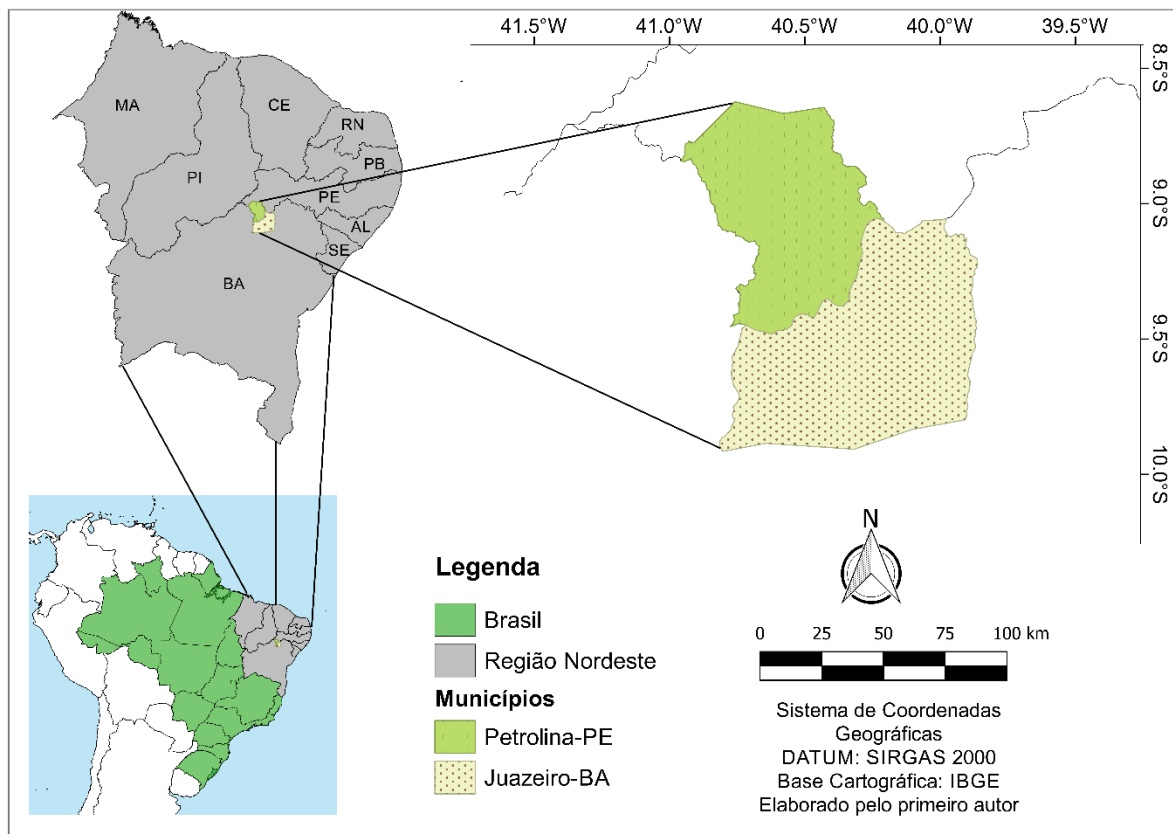 41.5°W 41.0°W 40.5°W 40.0°W 39.5°W
8.5°S
9.0°S
9.5°S
10.0°S
MA
CE
RN
PB
PI
PE
AL
SE
BA
N
Legenda
Brasil
Região Nordeste
Municípios
Petrolina-PE
Juazeiro-BA
0 25 50 75 100 km
Sistema de Coordenadas
Geográficas
DATUM: SIRGAS 2000
Base Cartográfica: IBGE
Elaborado pelo primeiro autor